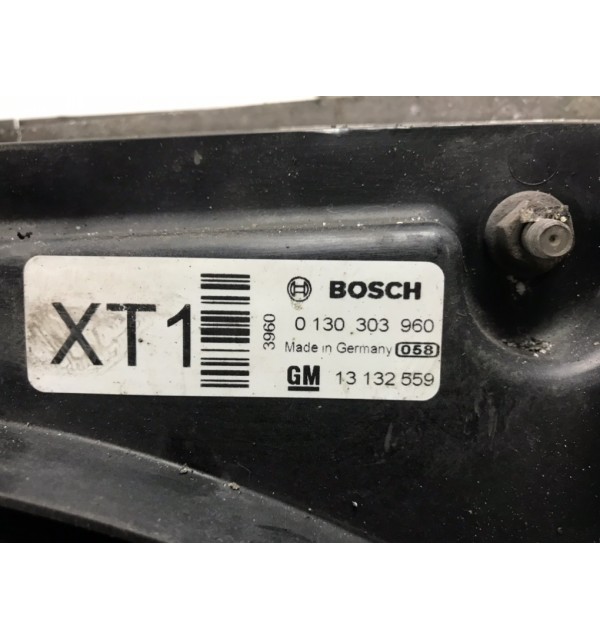 XT1
3960
BOSCH
0 130 303 960
Made in Germany 058
GM 13 132 559